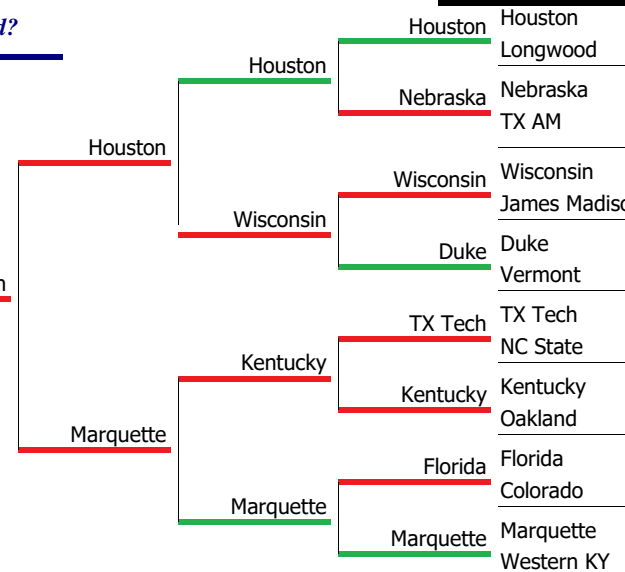 d?
Houston
Houston
Longwood
Houston
Nebraska
Nebraska
TX AM
Houston
Wisconsin
Wisconsin
James Madiso
Wisconsin
Duke
Duke
Vermont
n
TX Tech
TX Tech
NC State
Kentucky
Kentucky
Kentucky
Oakland
Marquette
Florida
Florida
Colorado
Marquette
Marquette
Marquette
Western KY